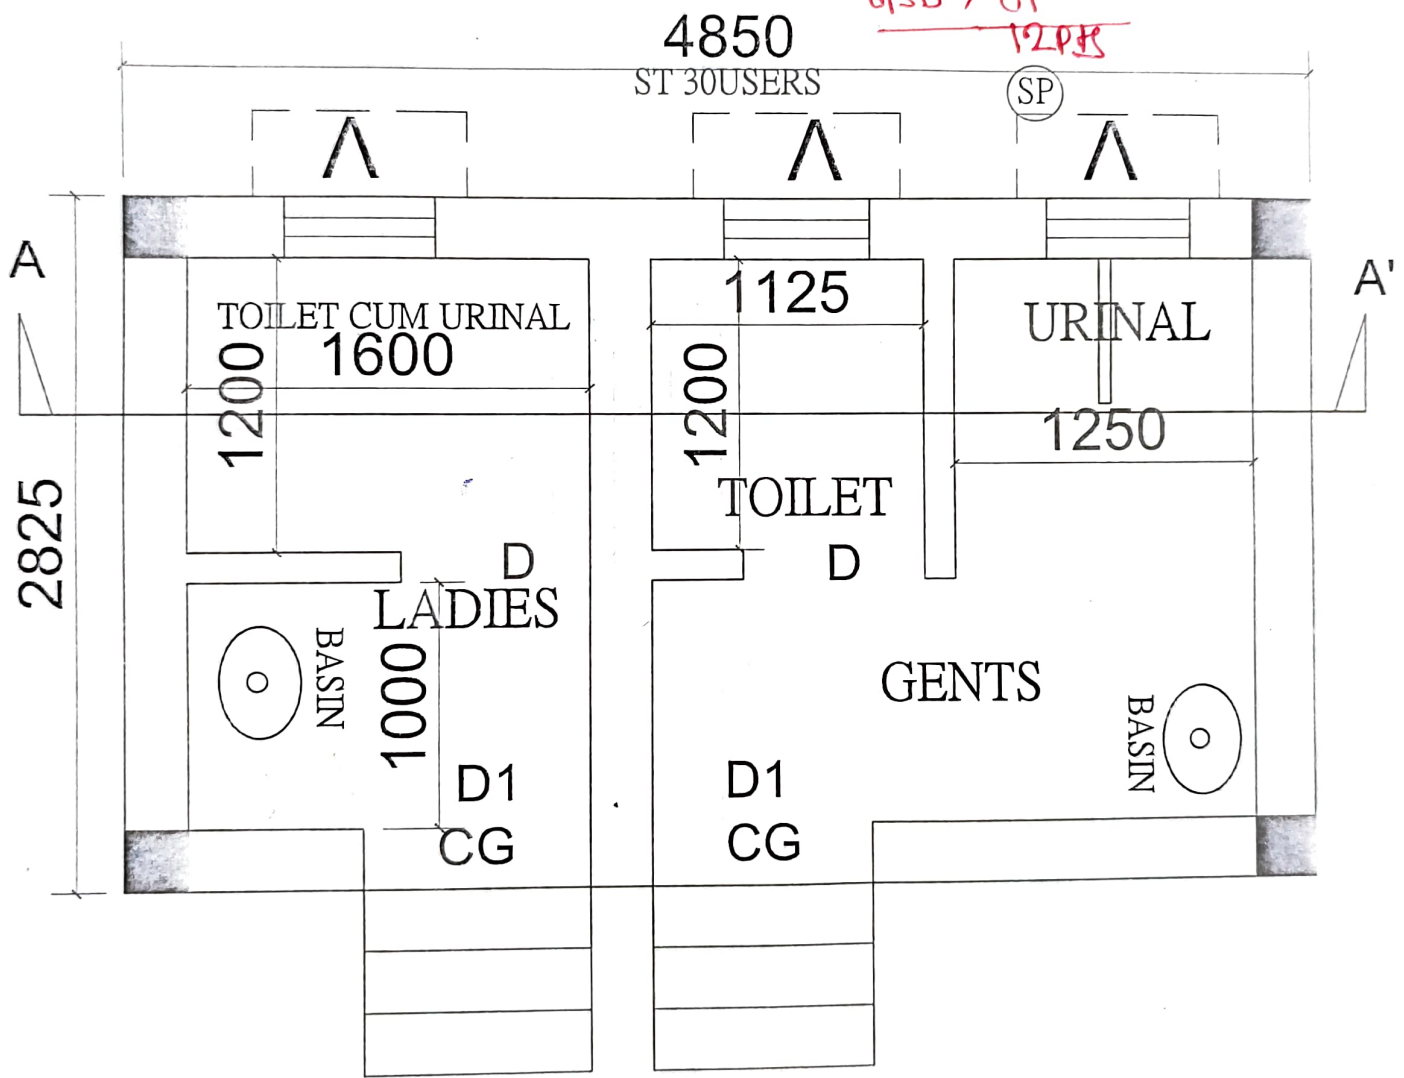 12PHS
4850
ST 30USERS
SP
A
A'
TOILET CUM URINAL
1600
1200
1125
1200
URINAL
1250
2825
TOILET
D
D
LADIES
BASIN
1000
GENTS
BASIN
D1
D1
CG
CG